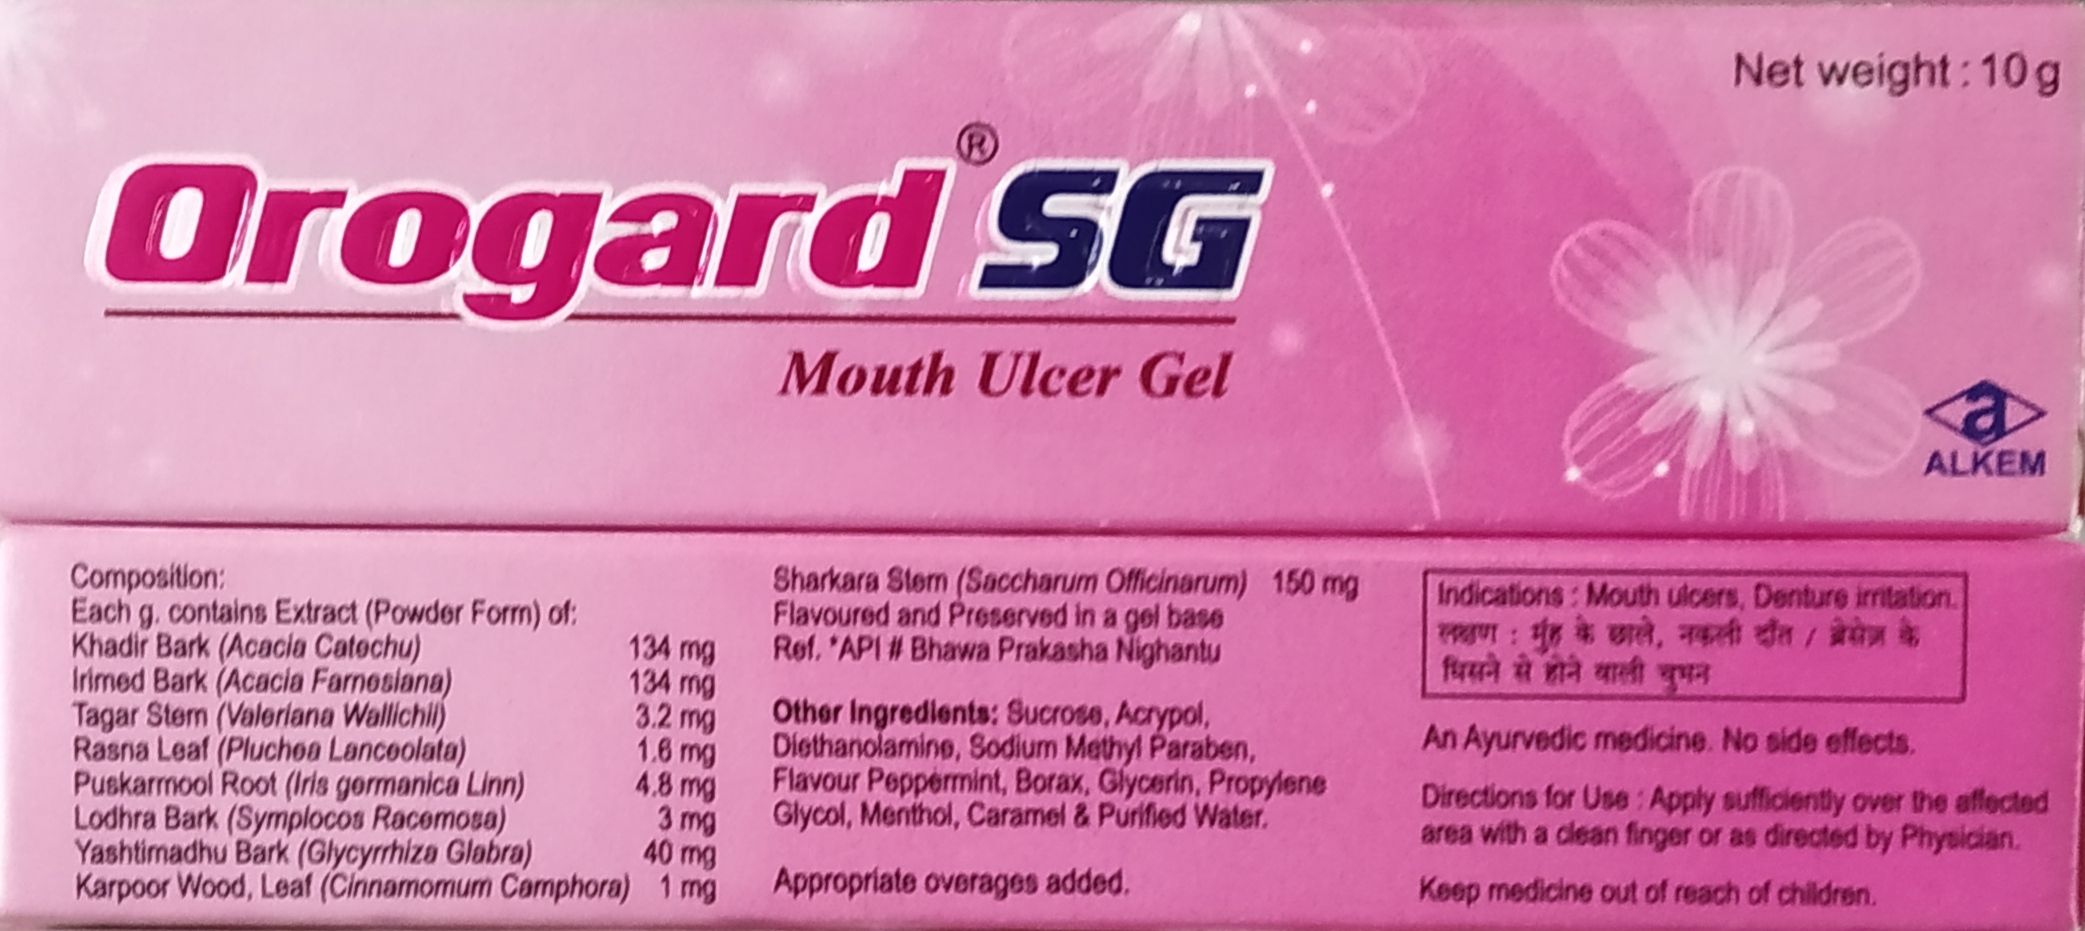 Net weight : 10 g
Orogard® SG
Mouth Ulcer Gel
a
ALKEM
Composition:
Each g. contains Extract (Powder Form) of:
Khadir Bark (Acacia Catechu) 134 mg
Irimed Bark (Acacia Farnesiana) 134 mg
Tagar Stem (Valeriana Wallichii) 3.2 mg
Rasna Leaf (Pluchea Lanceolata) 1.6 mg
Puskarmool Root (Iris germanica Linn) 4.8 mg
Lodhra Bark (Symplocos Racemosa) 3 mg
Yashtimadhu Bark (Glycyrrhiza Glabra) 40 mg
Karpoor Wood, Leaf (Cinnamomum Camphora) 1 mg
Sharkara Stem (Saccharum Officinarum) 150 mg
Flavoured and Preserved in a gel base
Ref. *API # Bhawa Prakasha Nighantu
Other Ingredients: Sucrose, Acrypol,
Diethanolamine, Sodium Methyl Paraben,
Flavour Peppermint, Borax, Glycerin, Propylene
Glycol, Menthol, Caramel & Purified Water.
Appropriate overages added.
Indications : Mouth ulcers, Denture irritation.
लक्षण : मुंह के छाले, नकली दाँत / ब्रेसेज़ के
घिसने से होने वाली चुभन
An Ayurvedic medicine. No side effects.
Directions for Use : Apply sufficiently over the affected
area with a clean finger or as directed by Physician.
Keep medicine out of reach of children.